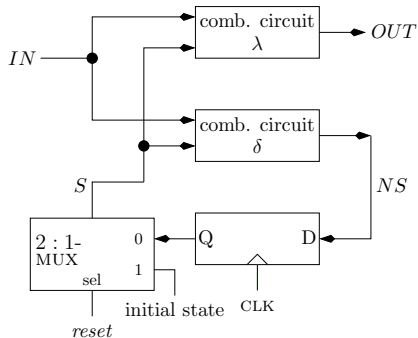 comb. circuit
λ
OUT
IN
comb. circuit
δ
S
NS
2 : 1-
MUX
0
1
sel
Q
D
initial state
CLK
reset